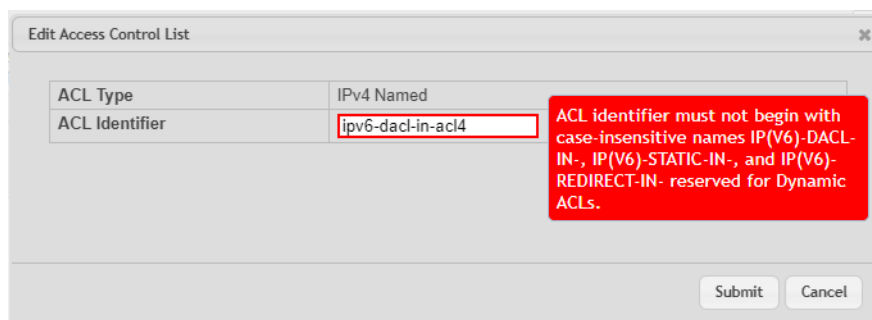 Edit Access Control List
ACL Type IPv4 Named
ACL Identifier ipv6-dacl-in-acl4
ACL identifier must not begin with
case-insensitive names IP(V6)-DACL-
IN-, IP(V6)-STATIC-IN-, and IP(V6)-
REDIRECT-IN- reserved for Dynamic
ACLs.
Submit Cancel